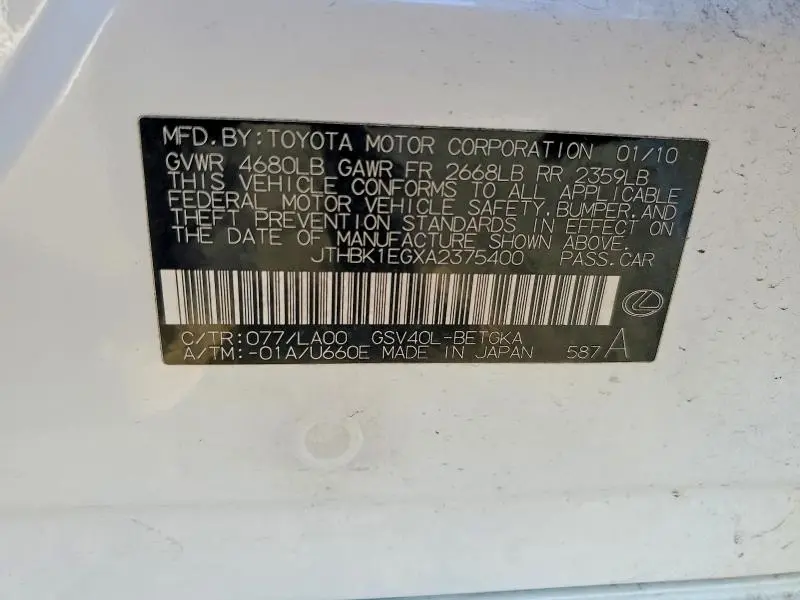 MFD. BY: TOYOTA MOTOR CORPORATION 01/10
GVWR 4680LB GAWR FR 2668LB RR 2359LB
THIS VEHICLE CONFORMS TO ALL APPLICABLE
FEDERAL MOTOR VEHICLE SAFETY, BUMPER, AND
THEFT PREVENTION STANDARDS IN EFFECT ON
THE DATE OF MANUFACTURE SHOWN ABOVE.
JTHBK1EGXA2375400 PASS. CAR
C/TR: 077/LA00 GSV40L-BETGKA
A/TM: -01A/U660E MADE IN JAPAN 587 A